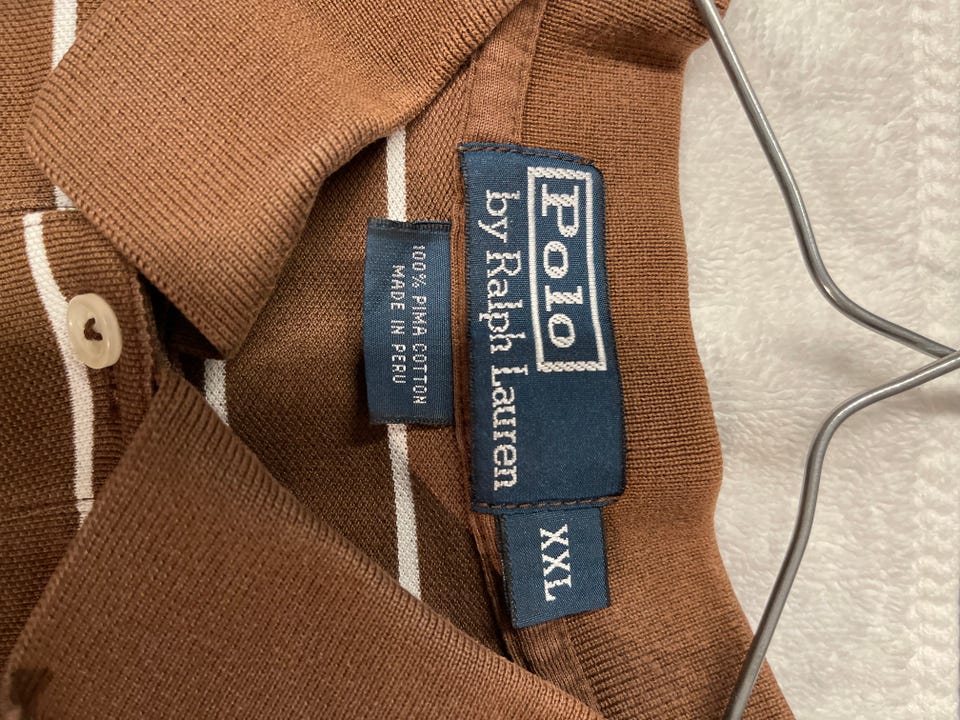 Polo
by Ralph Lauren
XXL
100% PIMA COTTON
MADE IN PERU